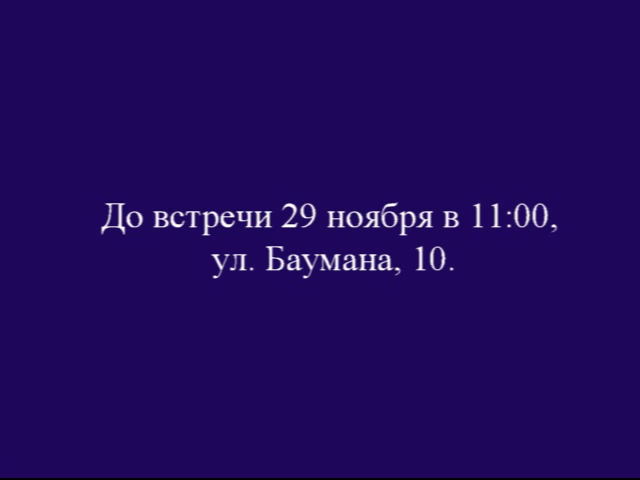 До встречи 29 ноября в 11:00,
ул. Баумана, 10.